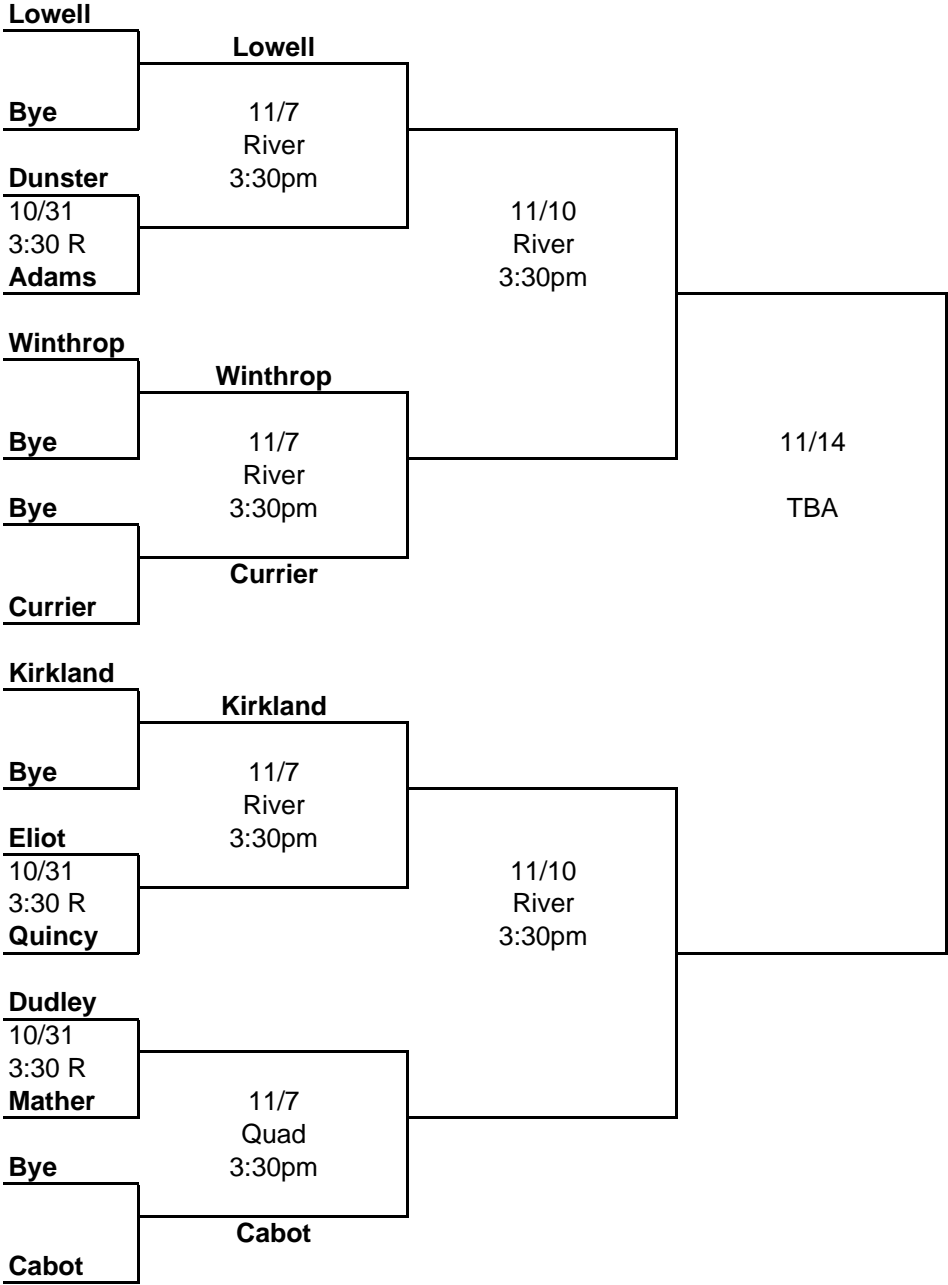 Lowell
Lowell
Bye
11/7
River
3:30pm
Dunster
10/31
3:30 R
Adams
11/10
River
3:30pm
Winthrop
Winthrop
Bye
11/7
River
3:30pm
Bye
Currier
Currier
11/14
TBA
Kirkland
Kirkland
Bye
11/7
River
3:30pm
Eliot
10/31
3:30 R
Quincy
11/10
River
3:30pm
Dudley
10/31
3:30 R
Mather
11/7
Quad
3:30pm
Bye
Cabot
Cabot